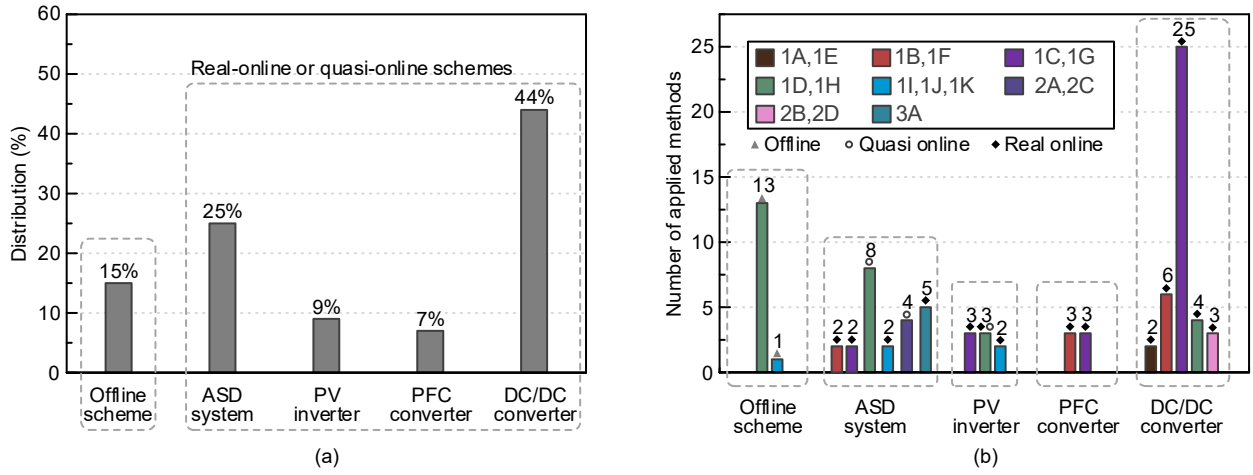 60
50
40
30
20
10
0
Distribution (%)
Real-online or quasi-online schemes
15%
25%
9%
7%
44%
Offline scheme
ASD system
PV inverter
PFC converter
DC/DC converter
(a)
25
20
15
10
5
0
Number of applied methods
1A,1E
1B,1F
1C,1G
1D,1H
1I,1J,1K
2A,2C
2B,2D
3A
Offline
Quasi online
Real online
13
1
2
2
8
2
4
5
3
3
2
3
3
2
6
25
4
3
Offline scheme
ASD system
PV inverter
PFC converter
DC/DC converter
(b)